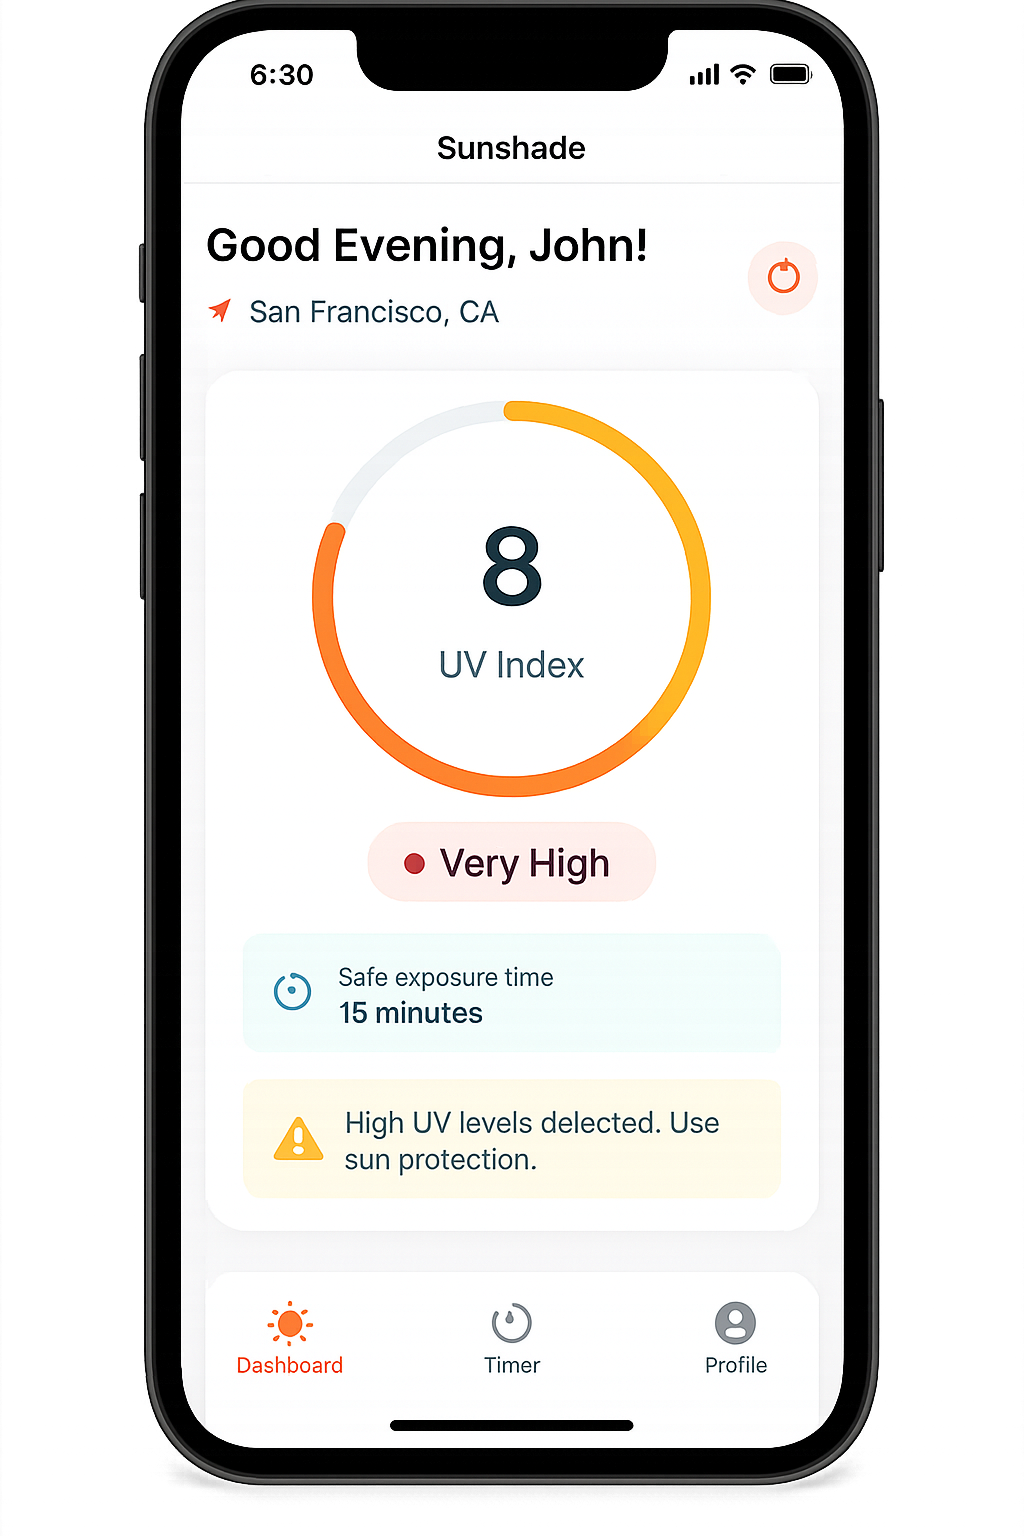 6:30
Sunshade
Good Evening, John!
San Francisco, CA
8
UV Index
Very High
Safe exposure time
15 minutes
High UV levels delected. Use
sun protection.
Dashboard
Timer
Profile